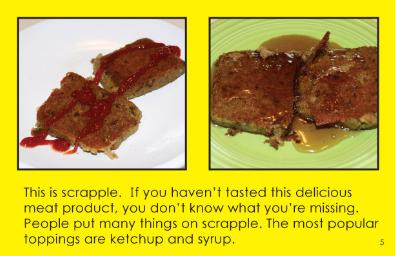 This is scrapple.  If you haven't tasted this delicious
meat product, you don't know what you're missing.
People put many things on scrapple. The most popular
toppings are ketchup and syrup.
5